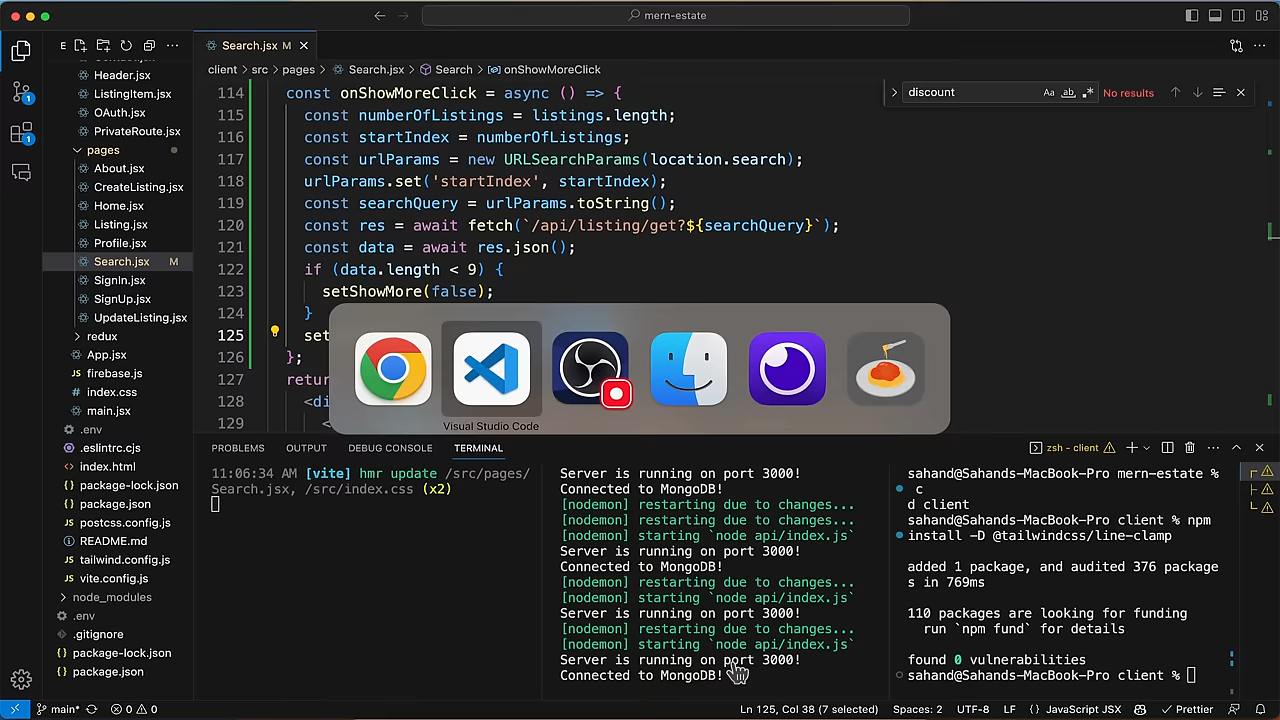 mern-estate
E
Search.jsx M
client > src > pages > Search.jsx > Search > onShowMoreClick
discount
Aa
ab
No results
Header.jsx
ListingItem.jsx
OAuth.jsx
PrivateRoute.jsx
pages
About.jsx
CreateListing.jsx
Home.jsx
Listing.jsx
Profile.jsx
Search.jsx M
SignIn.jsx
SignUp.jsx
UpdateListing.jsx
redux
App.jsx
firebase.js
index.css
main.jsx
.env
.eslintrc.cjs
index.html
package-lock.json
package.json
postcss.config.js
README.md
tailwind.config.js
vite.config.js
node_modules
.env
.gitignore
package-lock.json
package.json
114 const onShowMoreClick = async () => {
115 const numberOfListings = listings.length;
116 const startIndex = numberOfListings;
117 const urlParams = new URLSearchParams(location.search);
118 urlParams.set('startIndex', startIndex);
119 const searchQuery = urlParams.toString();
120 const res = await fetch(`/api/listing/get?${searchQuery}`);
121 const data = await res.json();
122 if (data.length < 9) {
123 setShowMore(false);
124 }
125 set
126 };
127 retu
128 <di
129 <
Visual Studio Code
PROBLEMS OUTPUT DEBUG CONSOLE TERMINAL
zsh - client
11:06:34 AM [vite] hmr update /src/pages/
Search.jsx, /src/index.css (x2)
Server is running on port 3000!
Connected to MongoDB!
[nodemon] restarting due to changes...
[nodemon] restarting due to changes...
[nodemon] starting `node api/index.js`
Server is running on port 3000!
Connected to MongoDB!
[nodemon] restarting due to changes...
[nodemon] starting `node api/index.js`
Server is running on port 3000!
[nodemon] restarting due to changes...
[nodemon] starting `node api/index.js`
Server is running on port 3000!
Connected to MongoDB!
sahand@Sahands-MacBook-Pro mern-estate %
c
d client
sahand@Sahands-MacBook-Pro client % npm
install -D @tailwindcss/line-clamp
added 1 package, and audited 376 package
s in 769ms
110 packages are looking for funding
run `npm fund` for details
found 0 vulnerabilities
sahand@Sahands-MacBook-Pro client %
main* 0 0
Ln 125, Col 38 (7 selected) Spaces: 2 UTF-8 LF {} JavaScript JSX Prettier